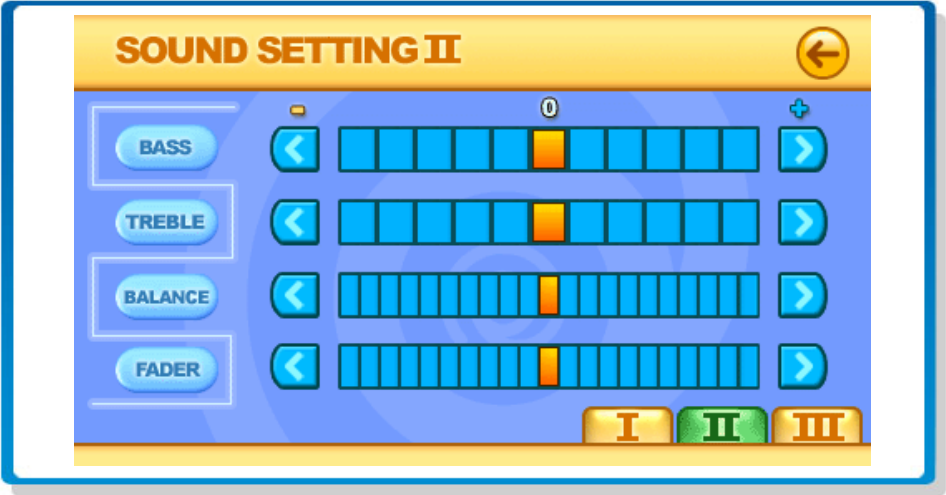 SOUND SETTING II
- 0 +
BASS
TREBLE
BALANCE
FADER
I II III